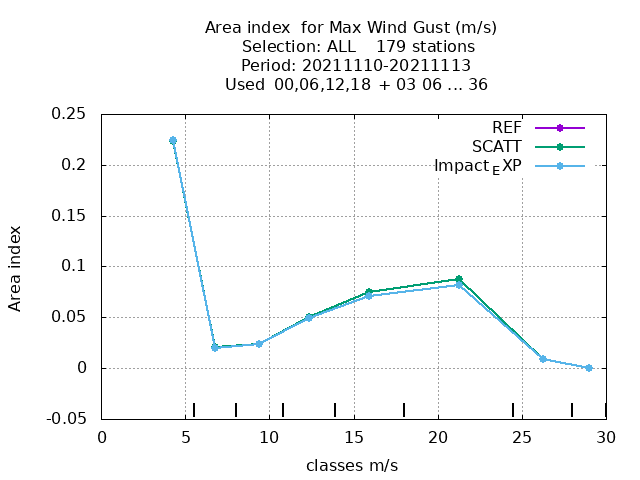 Area index  for Max Wind Gust (m/s)
Selection: ALL    179 stations
Period: 20211110-20211113
Used  00,06,12,18  + 03 06 ... 36
0.25
REF
SCATT
0.2
Impact_EXP
0.15
0.1
0.05
0
-0.05
Area index
0 5 10 15 20 25 30
classes m/s